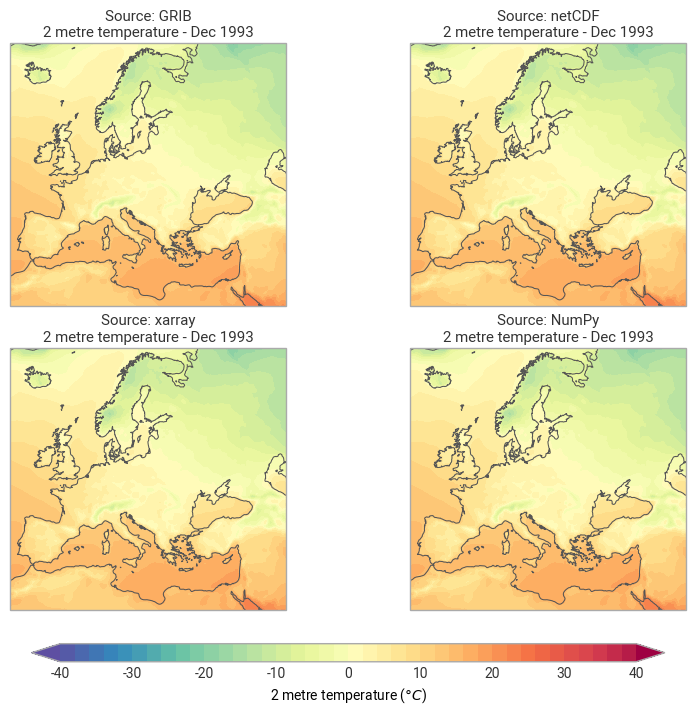 Source: GRIB
2 metre temperature - Dec 1993
Source: netCDF
2 metre temperature - Dec 1993
Source: xarray
2 metre temperature - Dec 1993
Source: NumPy
2 metre temperature - Dec 1993
-40 -30 -20 -10 0 10 20 30 40
2 metre temperature (°C)